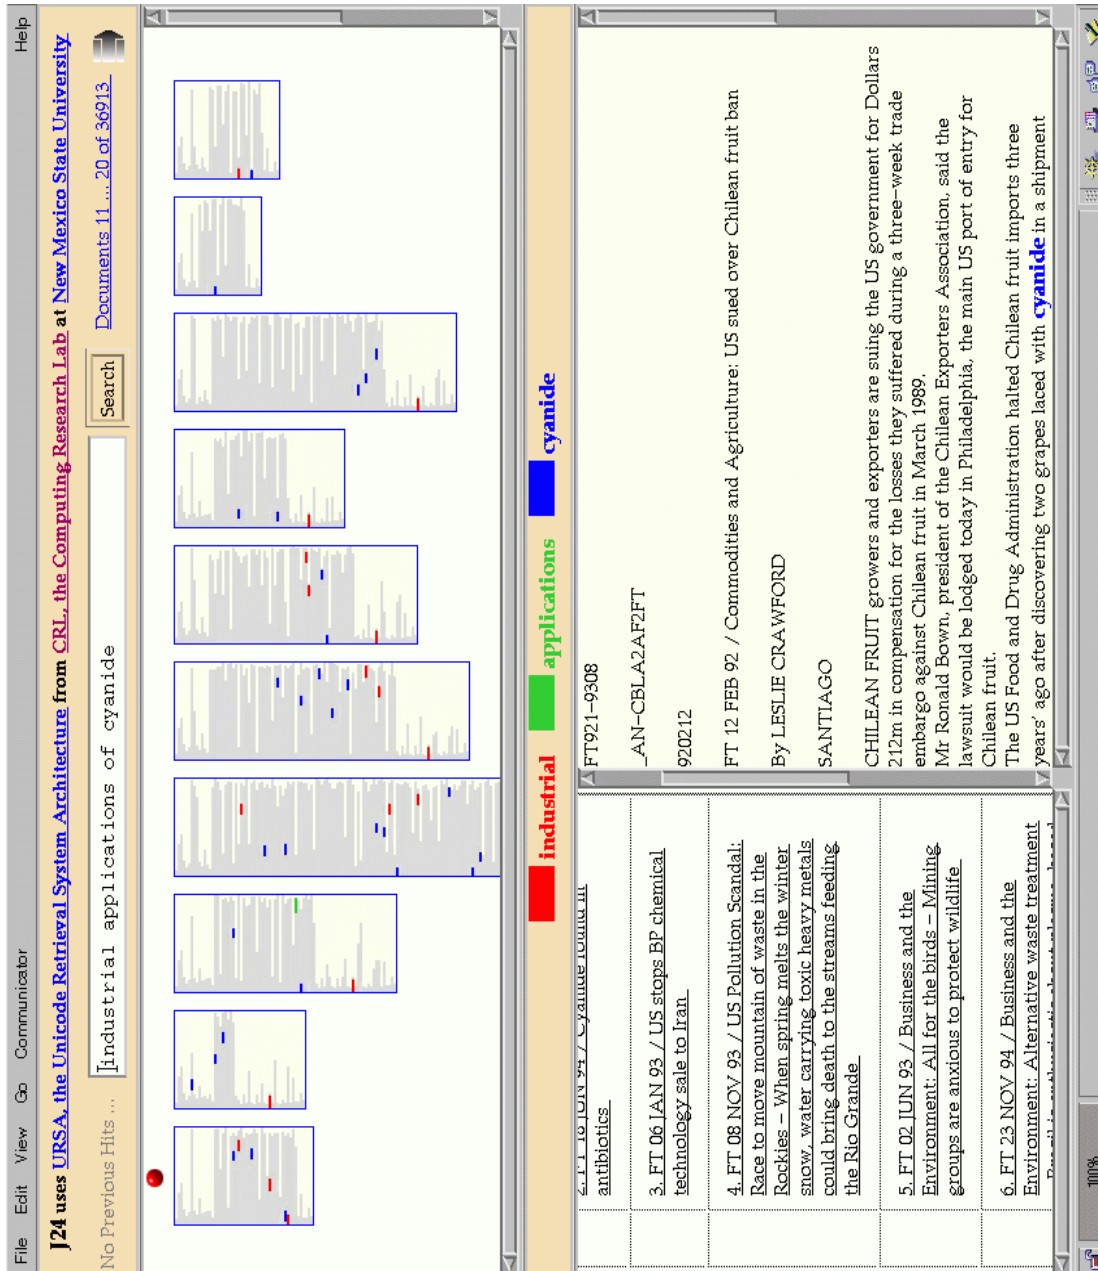 File Edit View Go Communicator Help
J24 uses URSA, the Unicode Retrieval System Architecture from CRL, the Computing Research Lab at New Mexico State University
No Previous Hits ... industrial applications of cyanide Search Documents 11 ... 20 of 36913
industrial applications cyanide
antibiotics
3. FT 06 JAN 93 / US stops BP chemical
technology sale to Iran
4. FT 08 NOV 93 / US Pollution Scandal:
Race to move mountain of waste in the
Rockies - When spring melts the winter
snow, water carrying toxic heavy metals
could bring death to the streams feeding
the Rio Grande
5. FT 02 JUN 93 / Business and the
Environment: All for the birds - Mining
groups are anxious to protect wildlife
6. FT 23 NOV 94 / Business and the
Environment: Alternative waste treatment
FT921-9308
_AN-CBLA2AF2FT
920212
FT 12 FEB 92 / Commodities and Agriculture: US sued over Chilean fruit ban
By LESLIE CRAWFORD
SANTIAGO
CHILEAN FRUIT growers and exporters are suing the US government for Dollars
212m in compensation for the losses they suffered during a three-week trade
embargo against Chilean fruit in March 1989.
Mr Ronald Bown, president of the Chilean Exporters Association, said the
lawsuit would be lodged today in Philadelphia, the main US port of entry for
Chilean fruit.
The US Food and Drug Administration halted Chilean fruit imports three
years' ago after discovering two grapes laced with cyanide in a shipment
100%